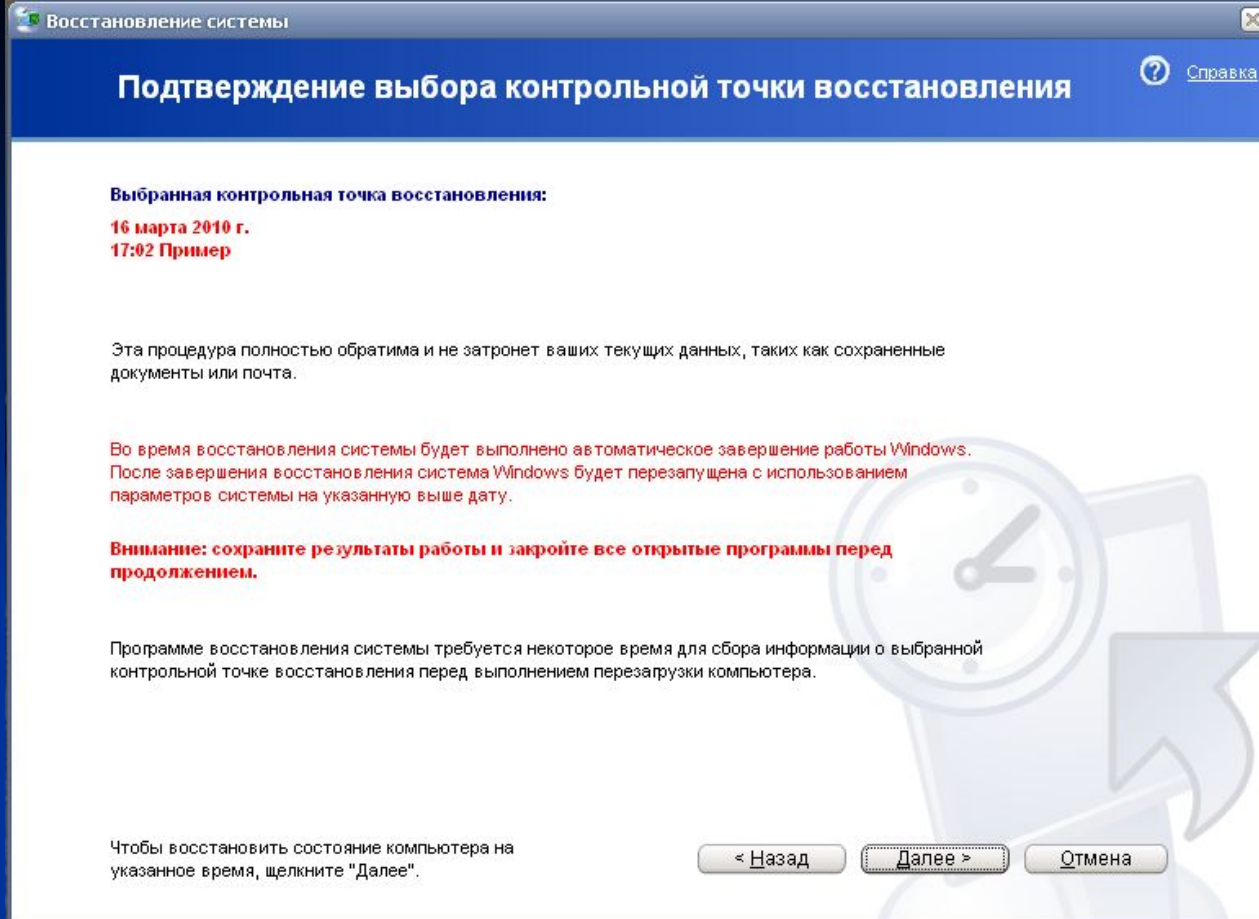 Восстановление системы
Подтверждение выбора контрольной точки восстановления
Справка
Выбранная контрольная точка восстановления:
16 марта 2010 г.
17:02 Пример
Эта процедура полностью обратима и не затронет ваших текущих данных, таких как сохраненные
документы или почта.
Во время восстановления системы будет выполнено автоматическое завершение работы Windows.
После завершения восстановления система Windows будет перезапущена с использованием
параметров системы на указанную выше дату.
Внимание: сохраните результаты работы и закройте все открытые программы перед
продолжением.
Программе восстановления системы требуется некоторое время для сбора информации о выбранной
контрольной точке восстановления перед выполнением перезагрузки компьютера.
Чтобы восстановить состояние компьютера на
указанное время, щелкните "Далее".
< Назад
Далее >
Отмена